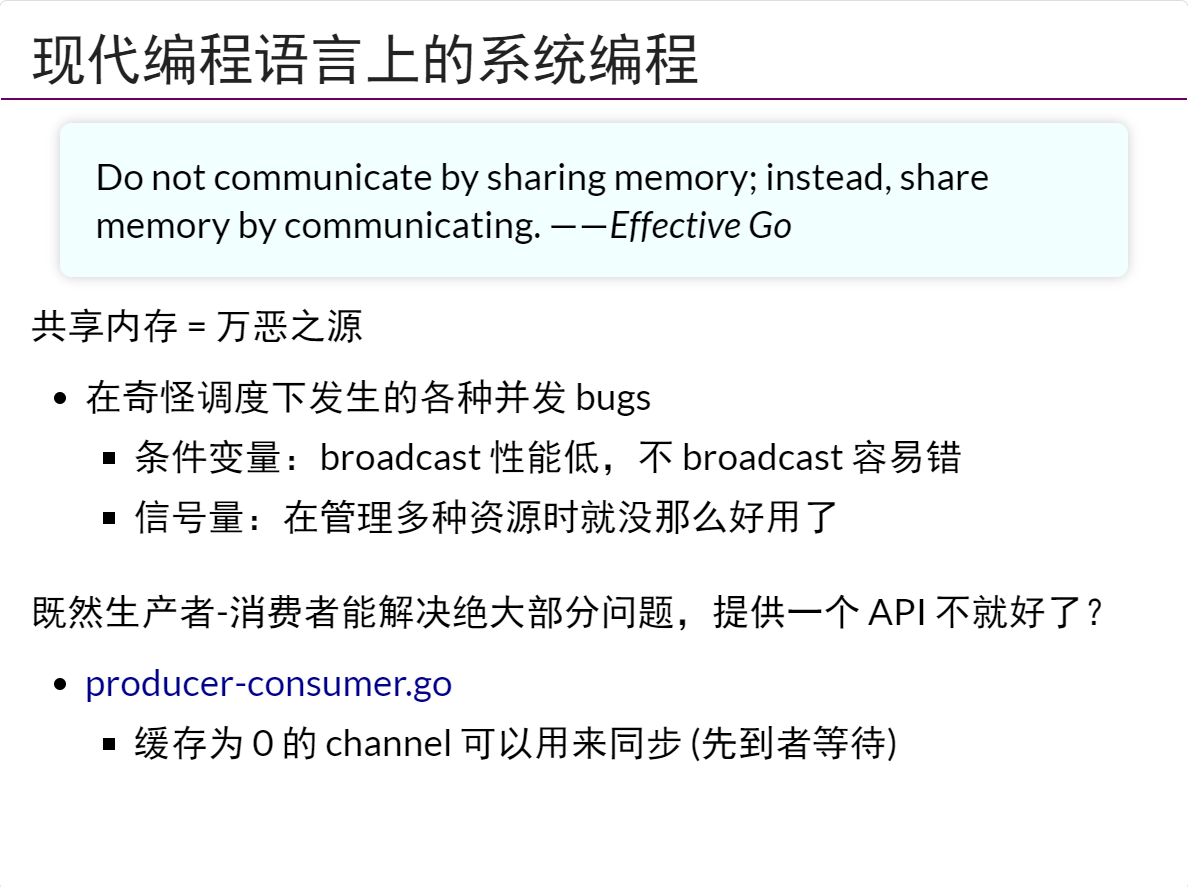 现代编程语言上的系统编程
Do not communicate by sharing memory; instead, share
memory by communicating. ——Effective Go
共享内存 = 万恶之源
• 在奇怪调度下发生的各种并发 bugs
▪ 条件变量：broadcast 性能低，不 broadcast 容易错
▪ 信号量：在管理多种资源时就没那么好用了
既然生产者-消费者能解决绝大部分问题，提供一个 API 不就好了？
• producer-consumer.go
▪ 缓存为 0 的 channel 可以用来同步 (先到者等待)